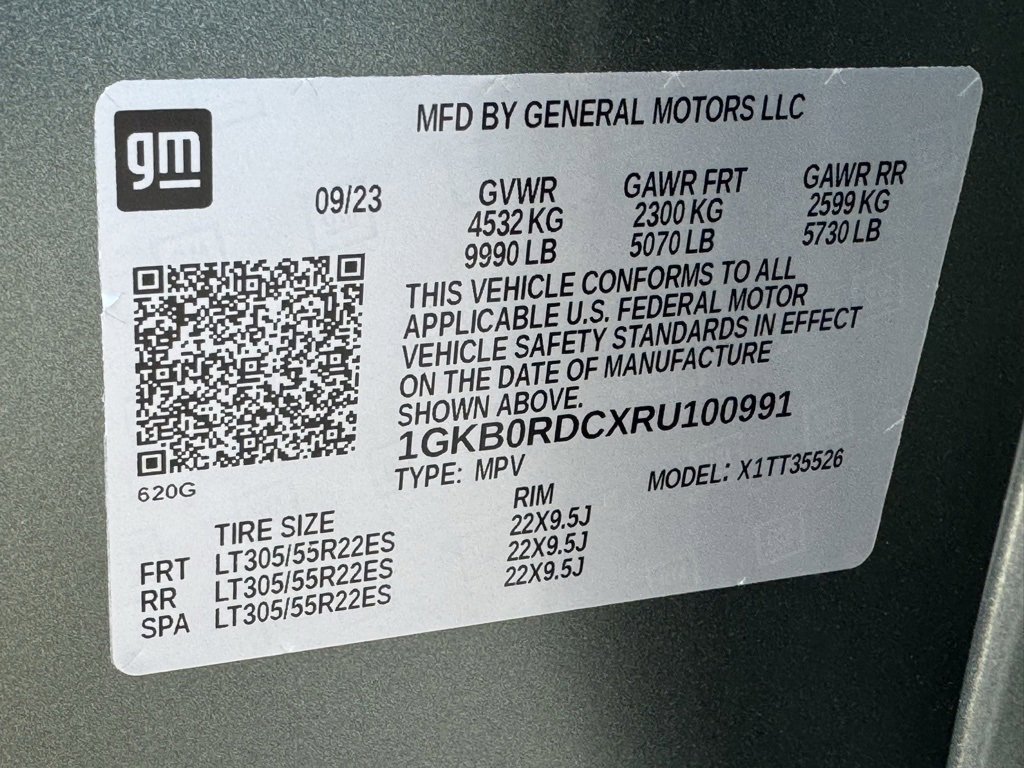 gm
MFD BY GENERAL MOTORS LLC
09/23
GVWR GAWR FRT GAWR RR
4532 KG 2300 KG 2599 KG
9990 LB 5070 LB 5730 LB
THIS VEHICLE CONFORMS TO ALL
APPLICABLE U.S. FEDERAL MOTOR
VEHICLE SAFETY STANDARDS IN EFFECT
ON THE DATE OF MANUFACTURE
SHOWN ABOVE.
1GKB0RDCXRU100991
TYPE: MPV MODEL: X1TT35526
620G
TIRE SIZE RIM
FRT LT305/55R22ES 22X9.5J
RR LT305/55R22ES 22X9.5J
SPA LT305/55R22ES 22X9.5J